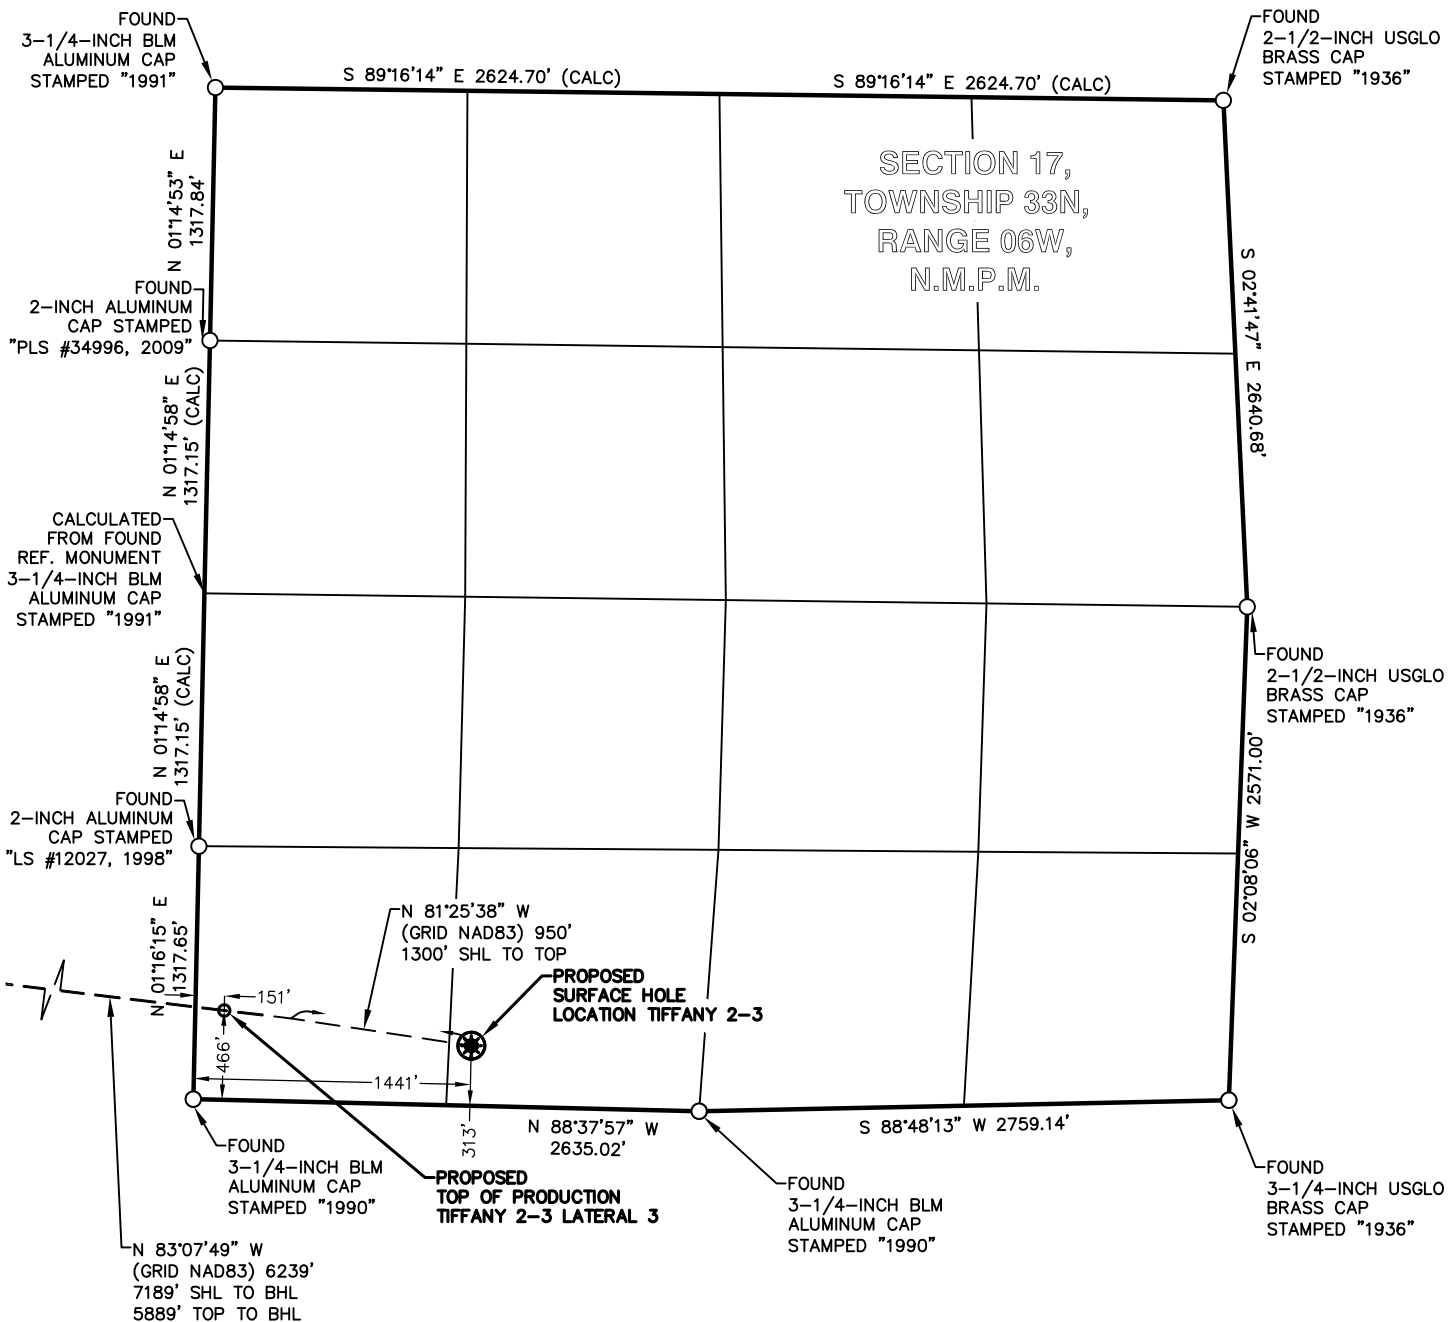 FOUND
3-1/4-INCH BLM
ALUMINUM CAP
STAMPED "1991"
S 89°16'14" E 2624.70' (CALC)
S 89°16'14" E 2624.70' (CALC)
FOUND
2-1/2-INCH USGLO
BRASS CAP
STAMPED "1936"
SECTION 17,
TOWNSHIP 33N,
RANGE 06W,
N.M.P.M.
N 01°14'53" E
1317.84'
S 02°41'47" E 2640.68'
FOUND
2-INCH ALUMINUM
CAP STAMPED
"PLS #34996, 2009"
N 01°14'58" E
1317.15' (CALC)
CALCULATED
FROM FOUND
REF. MONUMENT
3-1/4-INCH BLM
ALUMINUM CAP
STAMPED "1991"
FOUND
2-1/2-INCH USGLO
BRASS CAP
STAMPED "1936"
N 01°14'58" E
1317.15' (CALC)
S 02°08'06" W 2571.00'
FOUND
2-INCH ALUMINUM
CAP STAMPED
"LS #12027, 1998"
N 01°16'15" E
1317.65'
N 81°25'38" W
(GRID NAD83) 950'
1300' SHL TO TOP
PROPOSED
SURFACE HOLE
LOCATION TIFFANY 2-3
151'
466'
1441'
313'
N 88°37'57" W
2635.02'
S 88°48'13" W 2759.14'
FOUND
3-1/4-INCH BLM
ALUMINUM CAP
STAMPED "1990"
PROPOSED
TOP OF PRODUCTION
TIFFANY 2-3 LATERAL 3
FOUND
3-1/4-INCH BLM
ALUMINUM CAP
STAMPED "1990"
FOUND
3-1/4-INCH USGLO
BRASS CAP
STAMPED "1936"
N 83°07'49" W
(GRID NAD83) 6239'
7189' SHL TO BHL
5889' TOP TO BHL